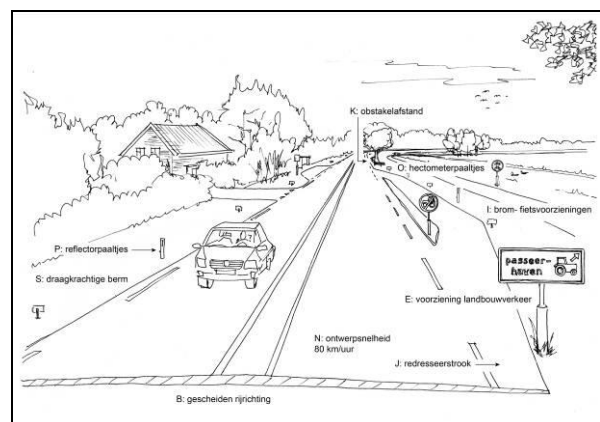 K: obstakelafstand
O: hectometerpaaltjes
I: brom- fietsvoorzieningen
P: reflectorpaaltjes
S: draagkrachtige berm
passeer-
haven
E: voorziening landbouwverkeer
N: ontwerpsnelheid
80 km/uur
J: redresseerstrook
B: gescheiden rijrichting